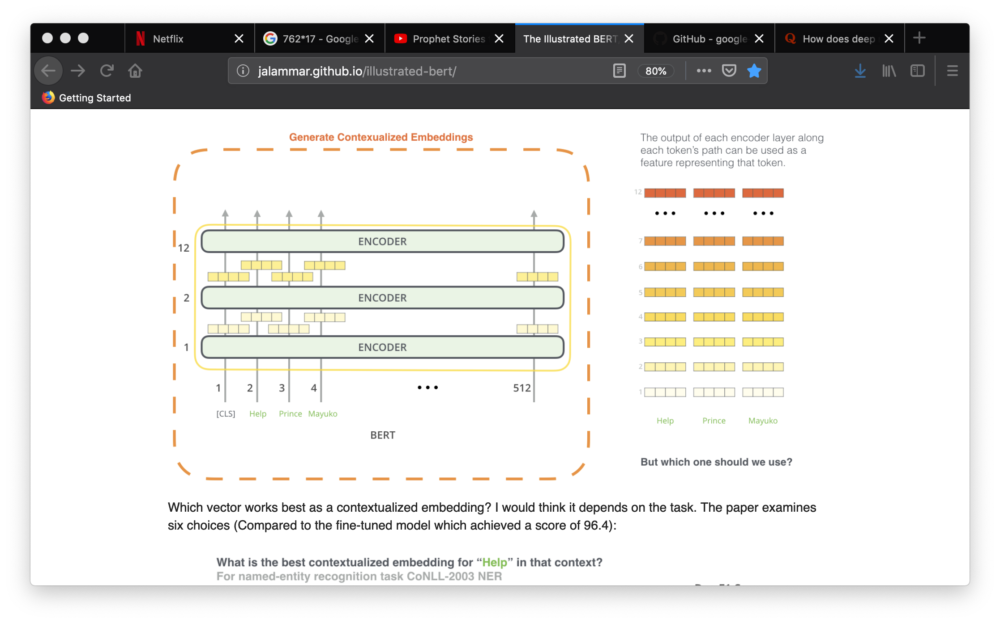 Netflix
762*17 - Google
Prophet Stories
The Illustrated BERT,
GitHub - google-
How does deep
jalammar.github.io/illustrated-bert/
80%
Getting Started
Generate Contexualized Embeddings
12
ENCODER
2
ENCODER
1
ENCODER
1 2 3 4 ••• 512
[CLS] Help Prince Mayuko
BERT
The output of each encoder layer along
each token’s path can be used as a
feature representing that token.
12
••• ••• •••
7
6
5
4
3
2
1
Help Prince Mayuko
But which one should we use?
Which vector works best as a contextualized embedding? I would think it depends on the task. The paper examines
six choices (Compared to the fine-tuned model which achieved a score of 96.4):
What is the best contextualized embedding for “Help” in that context?
For named-entity recognition task CoNLL-2003 NER